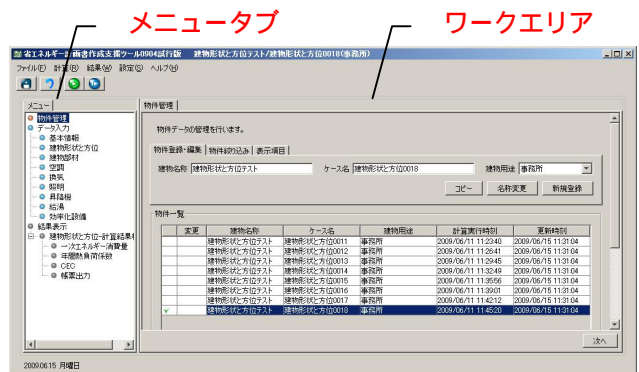 メニュータブ ワークエリア
省エネルギー計画書作成支援ツール0904試行版 建物形状と方位テスト/建物形状と方位0018(事務所)
ファイル(F) 計算(R) 結果(W) 設定(S) ヘルプ(H)
メニュー 物件管理
物件管理
データ入力
基本情報
建物形状と方位
建物部材
空調
換気
照明
昇降機
給湯
効率化設備
結果表示
建物形状と方位-計算結果
一次エネルギー消費量
年間熱負荷係数
CEC
帳票出力
物件データの管理を行います。
物件登録・編集 物件絞り込み 表示項目
建物名称 建物形状と方位テスト ケース名 建物形状と方位0018 建物用途 事務所
コピー 名称変更 新規登録
物件一覧
変更 建物名称 ケース名 建物用途 計算実行時刻 更新時刻
建物形状と方位テスト 建物形状と方位0011 事務所 2009/06/11 11:23:40 2009/06/15 11:31:04
建物形状と方位テスト 建物形状と方位0012 事務所 2009/06/11 11:26:41 2009/06/15 11:31:04
建物形状と方位テスト 建物形状と方位0013 事務所 2009/06/11 11:29:45 2009/06/15 11:31:04
建物形状と方位テスト 建物形状と方位0014 事務所 2009/06/11 11:32:49 2009/06/15 11:31:04
建物形状と方位テスト 建物形状と方位0015 事務所 2009/06/11 11:35:56 2009/06/15 11:31:04
建物形状と方位テスト 建物形状と方位0016 事務所 2009/06/11 11:39:01 2009/06/15 11:31:04
建物形状と方位テスト 建物形状と方位0017 事務所 2009/06/11 11:42:12 2009/06/15 11:31:04
建物形状と方位テスト 建物形状と方位0018 事務所 2009/06/11 11:45:20 2009/06/15 11:31:04
次へ
2009.06.15 月曜日